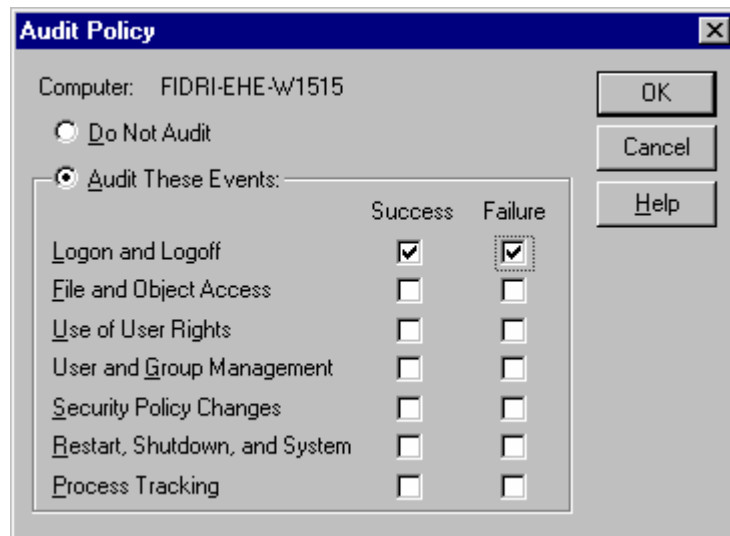 Audit Policy
Computer: FIDRI-EHE-W1515
Do Not Audit
Audit These Events:
Success Failure
Logon and Logoff
File and Object Access
Use of User Rights
User and Group Management
Security Policy Changes
Restart, Shutdown, and System
Process Tracking
OK
Cancel
Help